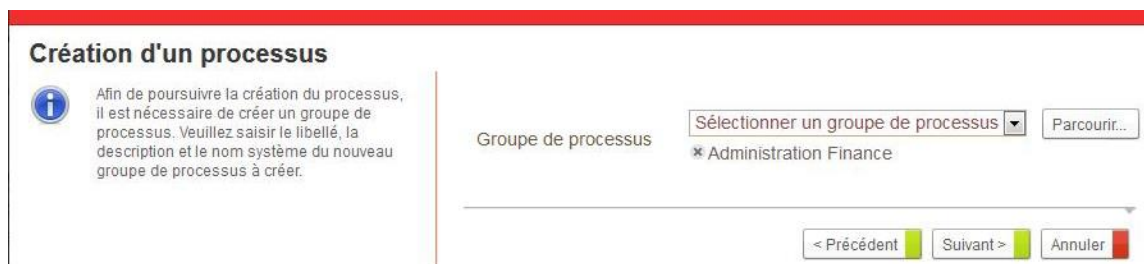 Création d'un processus
Afin de poursuivre la création du processus,
il est nécessaire de créer un groupe de
processus. Veuillez saisir le libellé, la
description et le nom système du nouveau
groupe de processus à créer.
Groupe de processus
Sélectionner un groupe de processus
Parcourir...
Administration Finance
< Précédent
Suivant >
Annuler